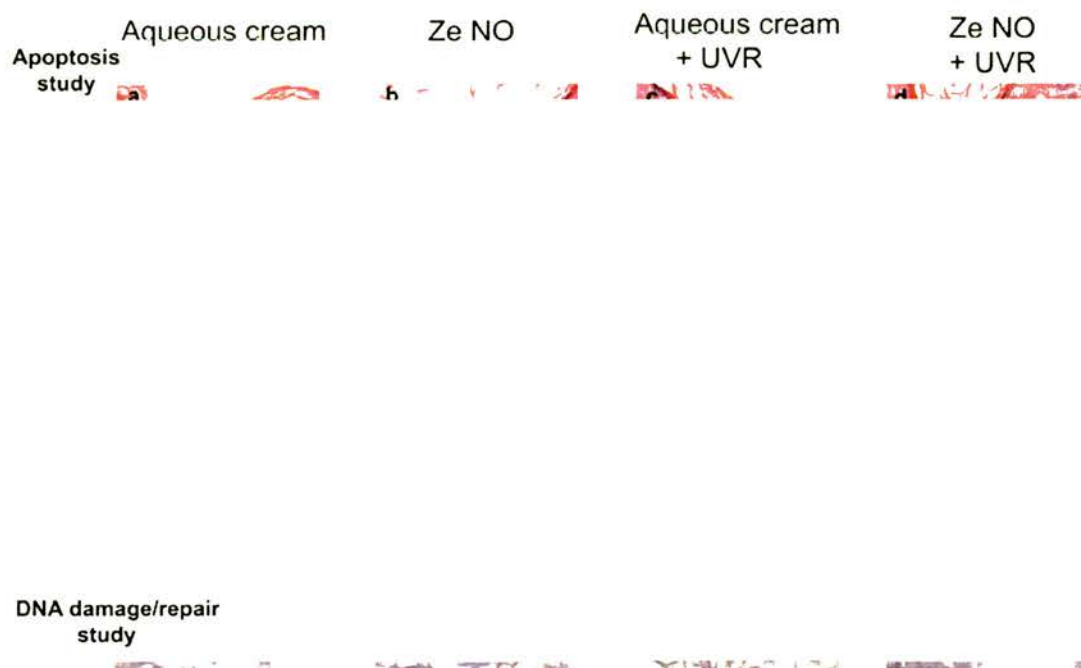 Aqueous cream
Ze NO
Aqueous cream
+ UVR
Ze NO
+ UVR
Apoptosis
study
a
b
c
d
DNA damage/repair
study